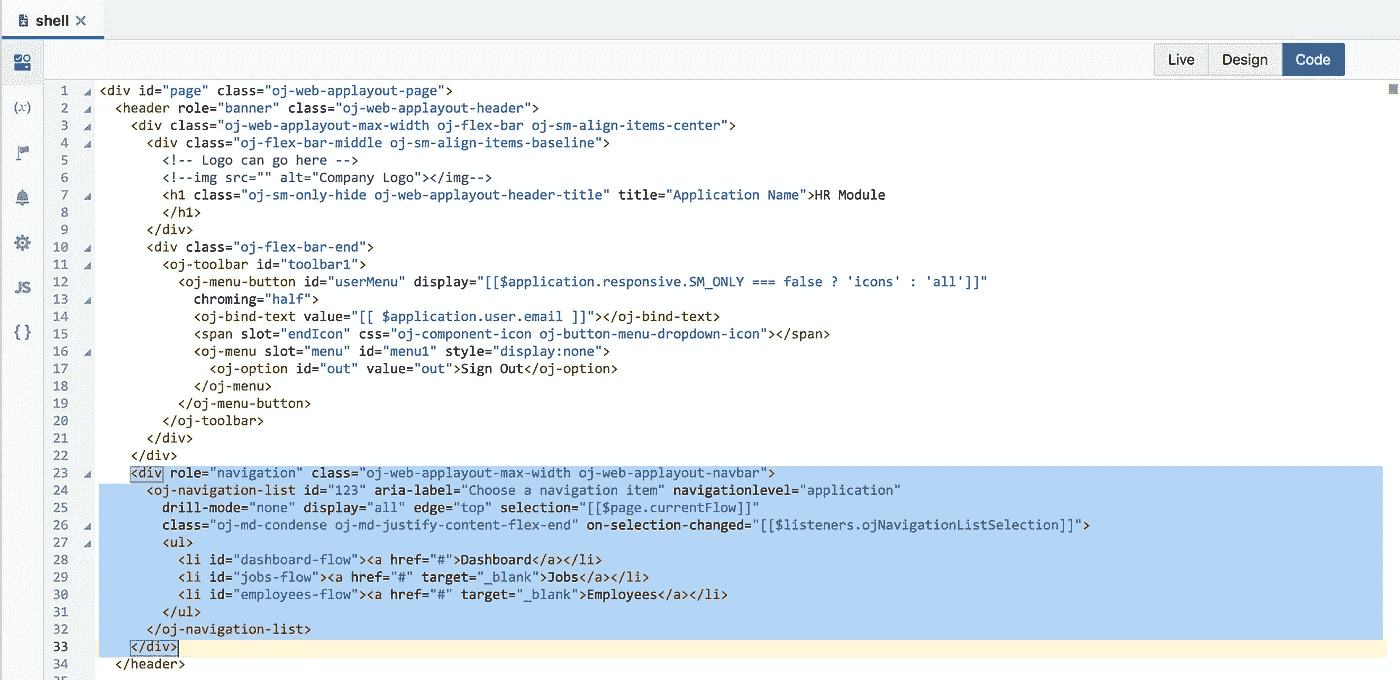 shell ×
Live Design Code
(x)
JS
{ }
1 <div id="page" class="oj-web-applayout-page">
2 <header role="banner" class="oj-web-applayout-header">
3 <div class="oj-web-applayout-max-width oj-flex-bar oj-sm-align-items-center">
4 <div class="oj-flex-bar-middle oj-sm-align-items-baseline">
5 <!-- Logo can go here -->
6 <!--img src="" alt="Company Logo"></img-->
7 <h1 class="oj-sm-only-hide oj-web-applayout-header-title" title="Application Name">HR Module
8 </h1>
9 </div>
10 <div class="oj-flex-bar-end">
11 <oj-toolbar id="toolbar1">
12 <oj-menu-button id="userMenu" display="[[$application.responsive.SM_ONLY === false ? 'icons' : 'all']]"
13 chroming="half">
14 <oj-bind-text value="[[ $application.user.email ]]"></oj-bind-text>
15 <span slot="endIcon" css="oj-component-icon oj-button-menu-dropdown-icon"></span>
16 <oj-menu slot="menu" id="menu1" style="display:none">
17 <oj-option id="out" value="out">Sign Out</oj-option>
18 </oj-menu>
19 </oj-menu-button>
20 </oj-toolbar>
21 </div>
22 </div>
23 <div role="navigation" class="oj-web-applayout-max-width oj-web-applayout-navbar">
24 <oj-navigation-list id="123" aria-label="Choose a navigation item" navigationlevel="application"
25 drill-mode="none" display="all" edge="top" selection="[[$page.currentFlow]]"
26 class="oj-md-condense oj-md-justify-content-flex-end" on-selection-changed="[[$listeners.ojNavigationListSelection]]">
27 <ul>
28 <li id="dashboard-flow"><a href="#">Dashboard</a></li>
29 <li id="jobs-flow"><a href="#" target="_blank">Jobs</a></li>
30 <li id="employees-flow"><a href="#" target="_blank">Employees</a></li>
31 </ul>
32 </oj-navigation-list>
33 </div>
34 </header>